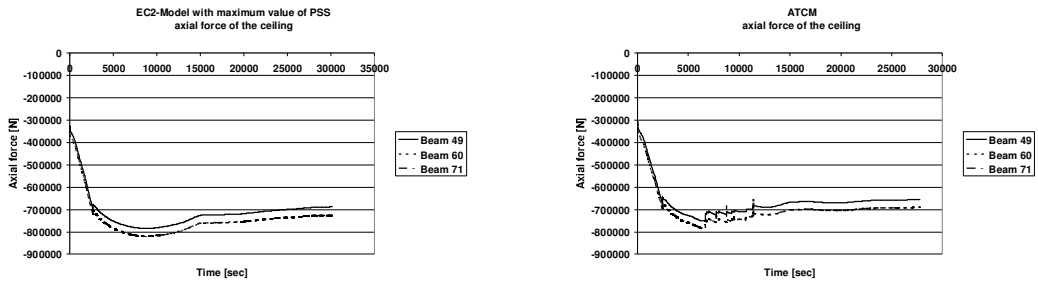 EC2-Model with maximum value of PSS
axial force of the ceiling
0
-100000
-200000
-300000
-400000
-500000
-600000
-700000
-800000
-900000
0 5000 10000 15000 20000 25000 30000 35000
Axial force [N]
Time [sec]
Beam 49
Beam 60
Beam 71
ATCM
axial force of the ceiling
0
-100000
-200000
-300000
-400000
-500000
-600000
-700000
-800000
-900000
0 5000 10000 15000 20000 25000 30000
Axial force [N]
Time [sec]
Beam 49
Beam 60
Beam 71